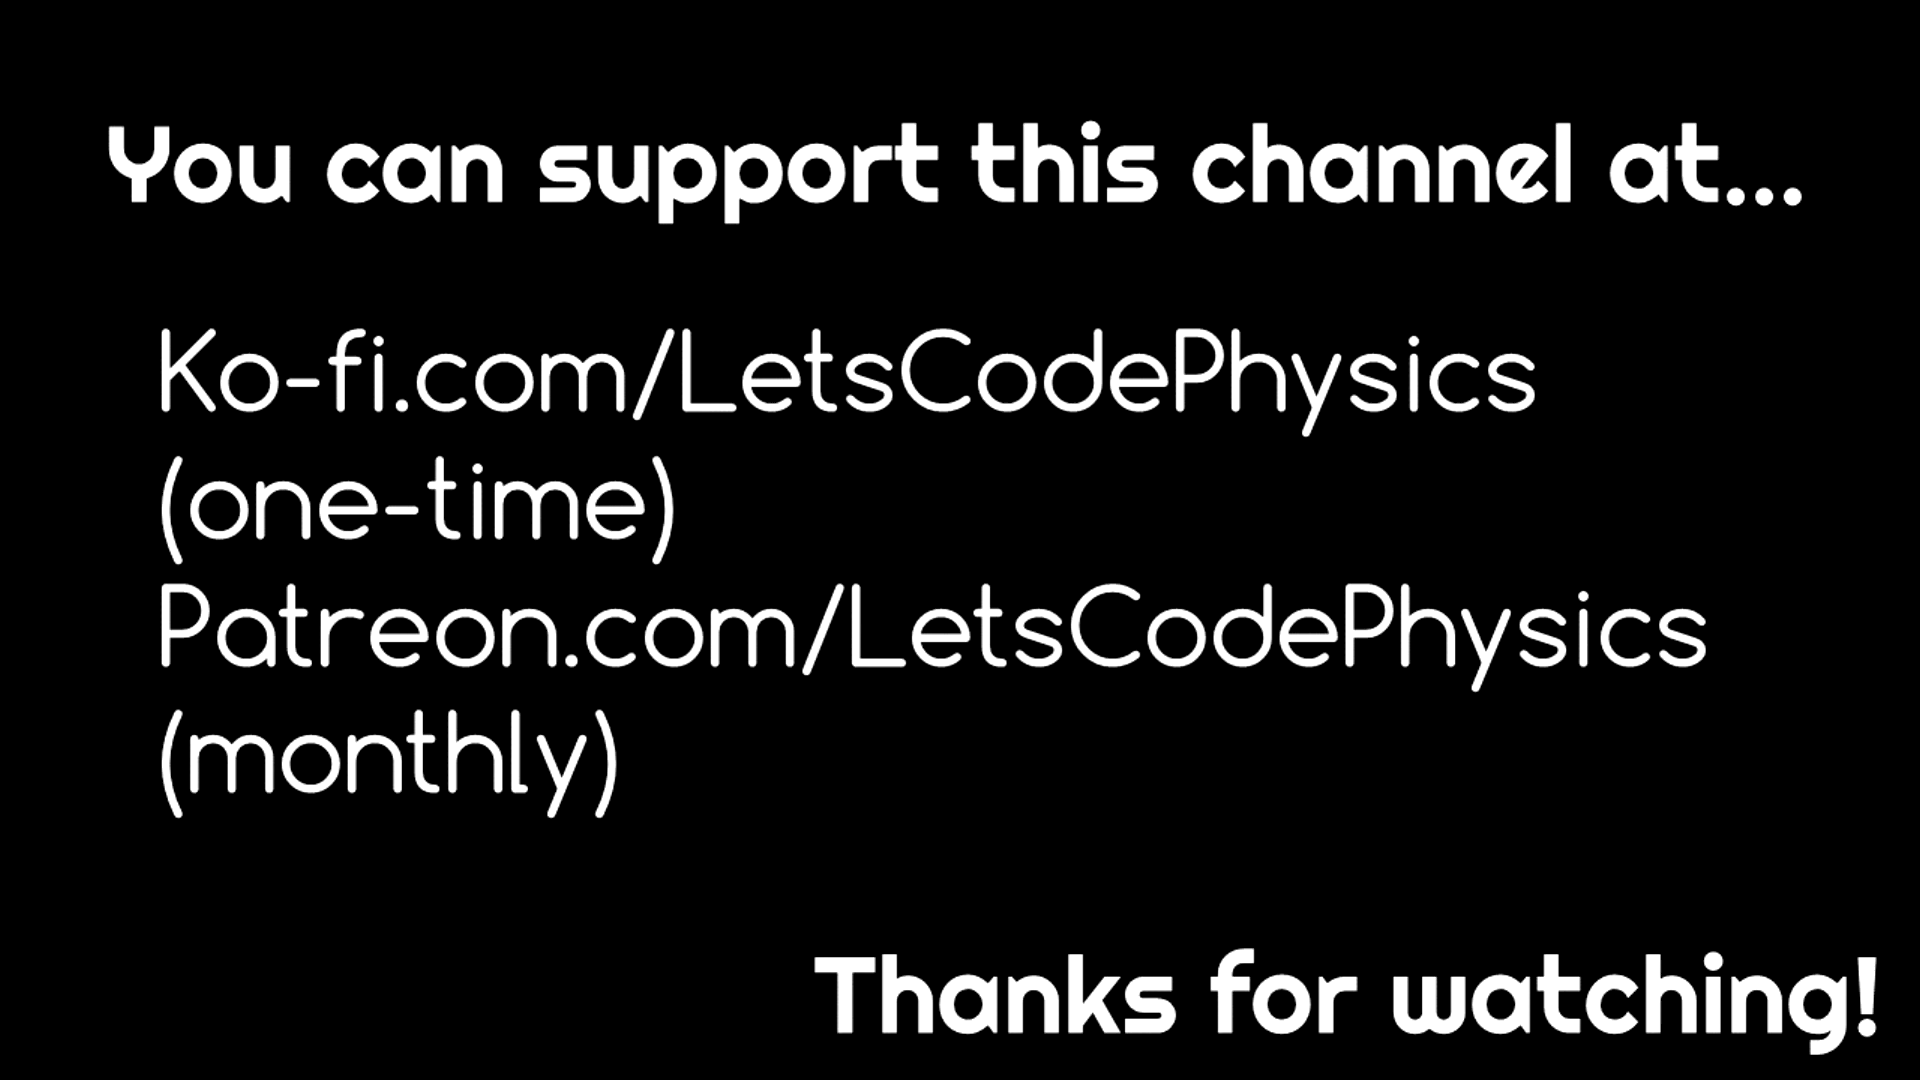 You can support this channel at...
Ko-fi.com/LetsCodePhysics
(one-time)
Patreon.com/LetsCodePhysics
(monthly)
Thanks for watching!